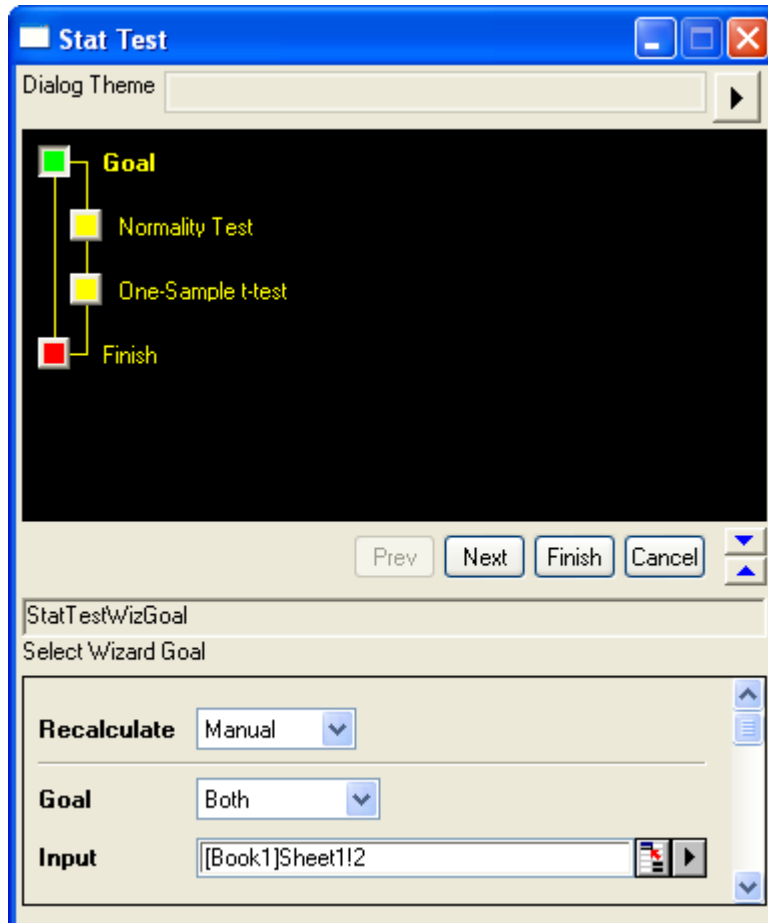 Stat Test
Dialog Theme
Goal
Normality Test
One-Sample t-test
Finish
Prev Next Finish Cancel
StatTestWizGoal
Select Wizard Goal
Recalculate Manual
Goal Both
Input [Book1]Sheet1!2